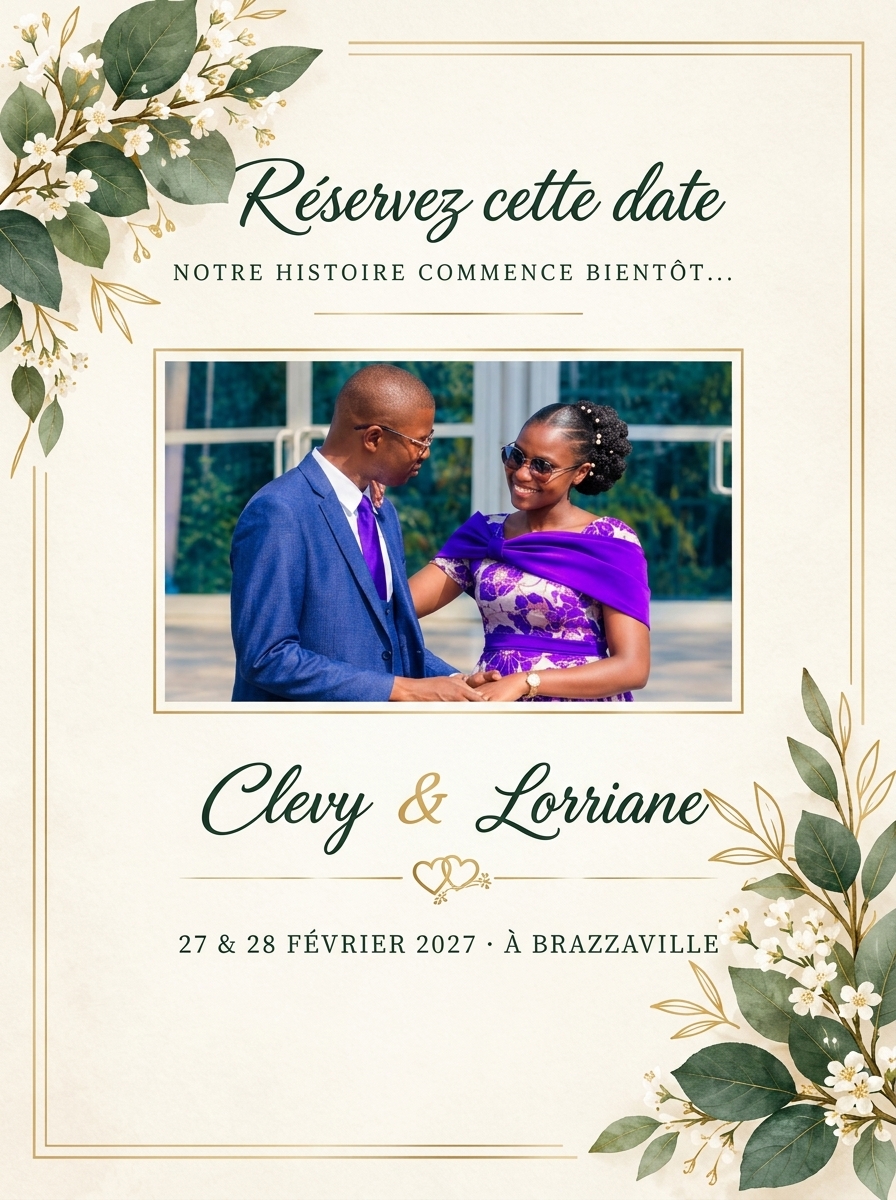 Réservez cette date
NOTRE HISTOIRE COMMENCE BIENTÔT...
Clevy & Lorriane
27 & 28 FÉVRIER 2027 · À BRAZZAVILLE